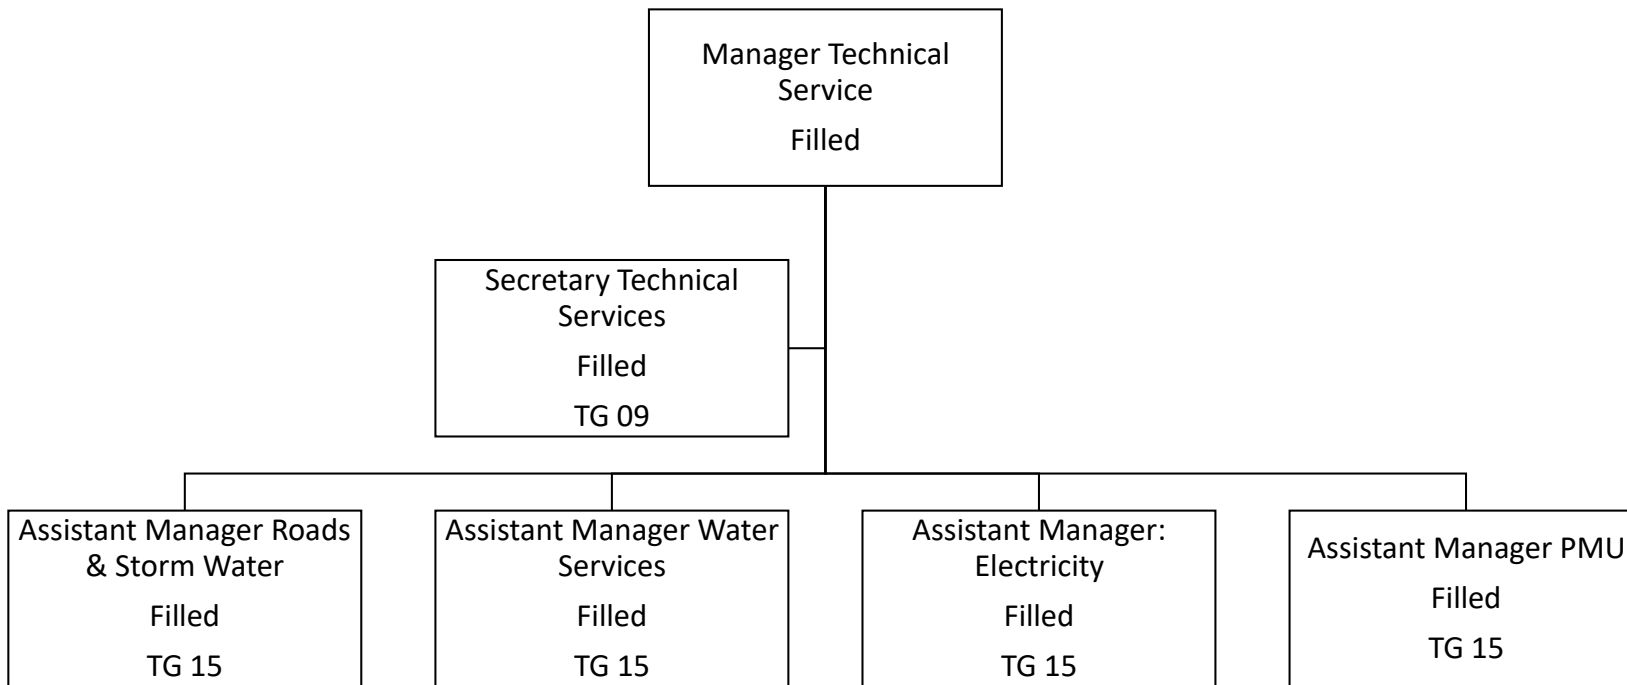 Manager Technical
Service
Filled
Secretary Technical
Services
Filled
TG 09
Assistant Manager Roads
& Storm Water
Filled
TG 15
Assistant Manager Water
Services
Filled
TG 15
Assistant Manager:
Electricity
Filled
TG 15
Assistant Manager PMU
Filled
TG 15